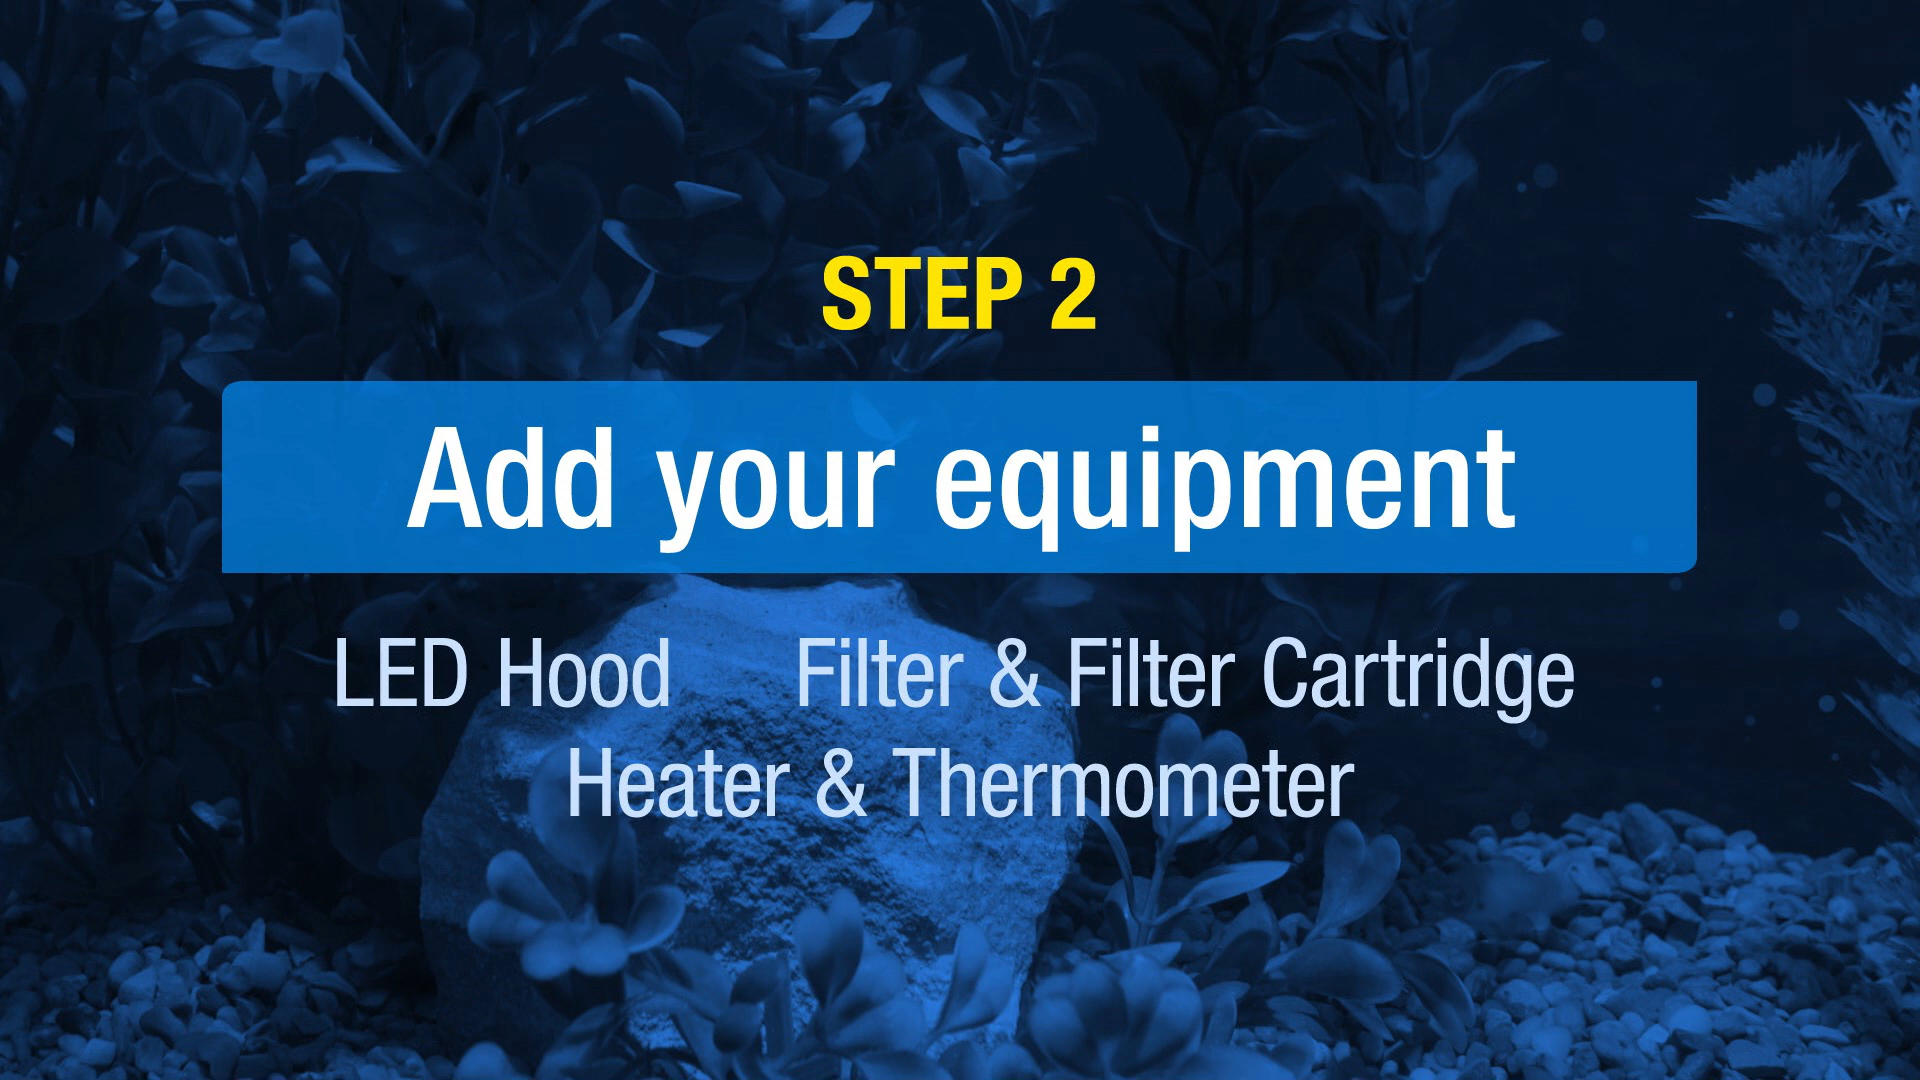 STEP 2
Add your equipment
LED Hood Filter & Filter Cartridge
Heater & Thermometer